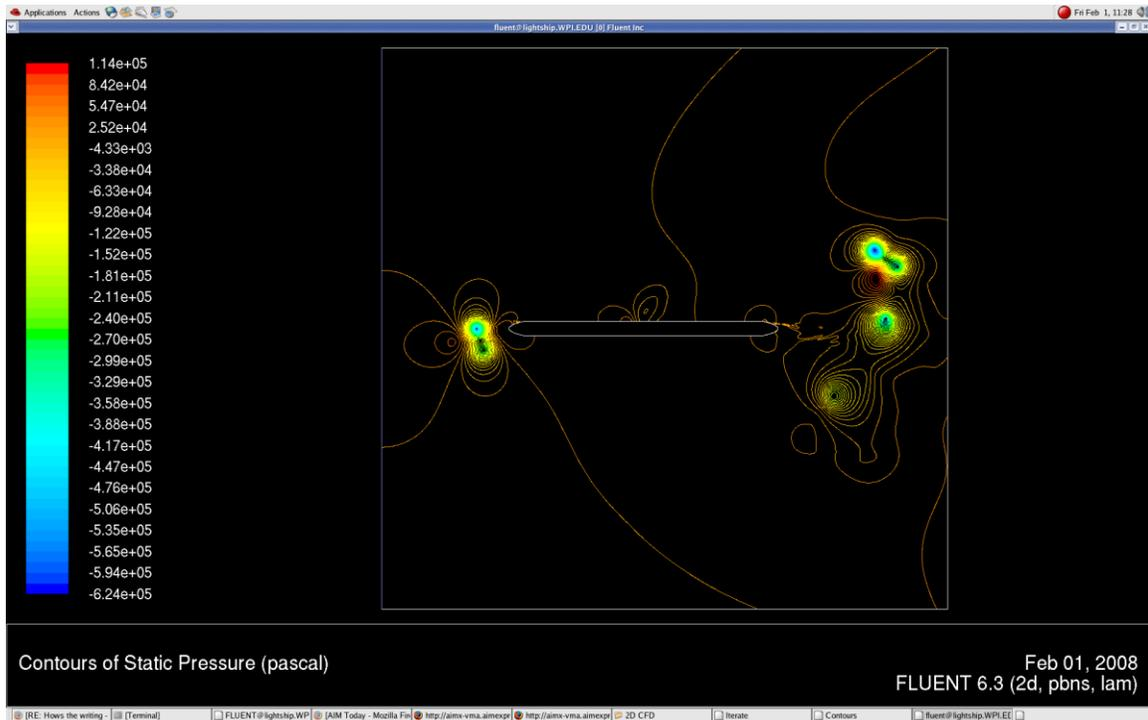 Applications Actions Fri Feb 1, 11:28
fluent@lightship.WPI.EDU [0] Fluent Inc
1.14e+05
8.42e+04
5.47e+04
2.52e+04
-4.33e+03
-3.38e+04
-6.33e+04
-9.28e+04
-1.22e+05
-1.52e+05
-1.81e+05
-2.11e+05
-2.40e+05
-2.70e+05
-2.99e+05
-3.29e+05
-3.58e+05
-3.88e+05
-4.17e+05
-4.47e+05
-4.76e+05
-5.06e+05
-5.35e+05
-5.65e+05
-5.94e+05
-6.24e+05
Contours of Static Pressure (pascal)
Feb 01, 2008
FLUENT 6.3 (2d, pbns, lam)
[RE: Hows the writing - [Terminal] FLUENT@lightship.WP [AIM Today - Mozilla Fir http://aimx-vma.aimexpr http://aimx-vma.aimexpr 2D CFD Iterate Contours fluent@lightship.WPI.EI